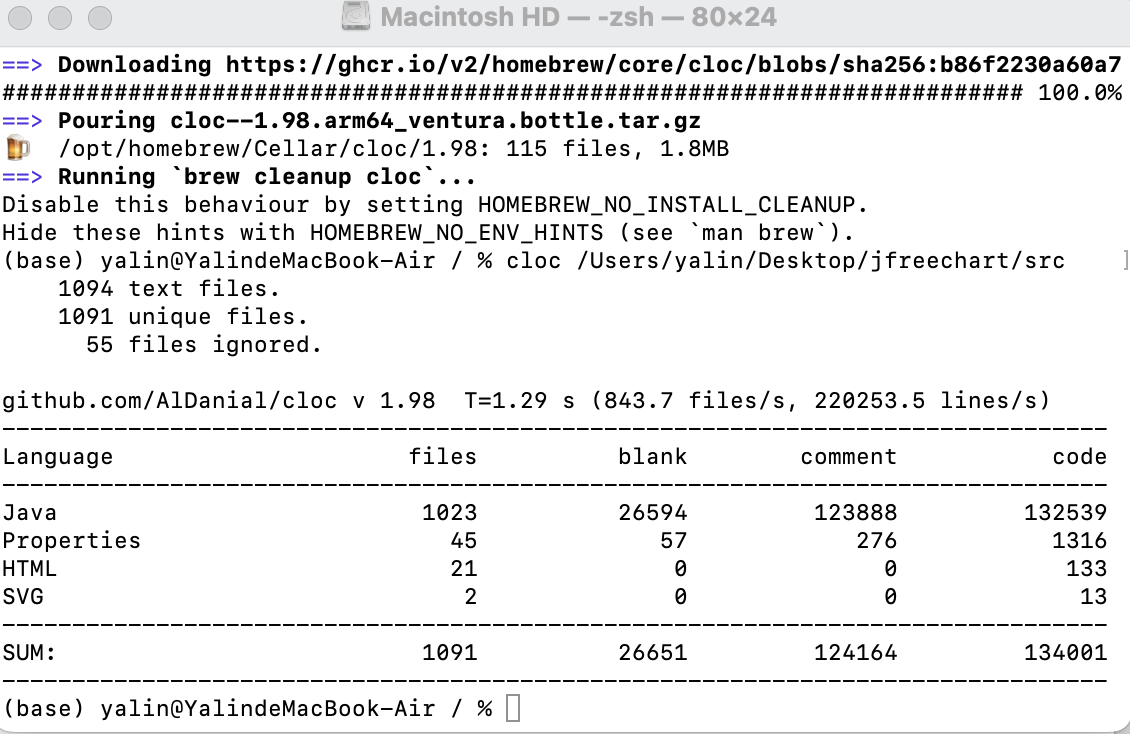 Macintosh HD — -zsh — 80×24
==> Downloading https://ghcr.io/v2/homebrew/core/cloc/blobs/sha256:b86f2230a60a7
######################################################################### 100.0%
==> Pouring cloc--1.98.arm64_ventura.bottle.tar.gz
🍺  /opt/homebrew/Cellar/cloc/1.98: 115 files, 1.8MB
==> Running `brew cleanup cloc`...
Disable this behaviour by setting HOMEBREW_NO_INSTALL_CLEANUP.
Hide these hints with HOMEBREW_NO_ENV_HINTS (see `man brew`).
(base) yalin@YalindeMacBook-Air / % cloc /Users/yalin/Desktop/jfreechart/src    ]
    1094 text files.
    1091 unique files.
      55 files ignored.

github.com/AlDanial/cloc v 1.98  T=1.29 s (843.7 files/s, 220253.5 lines/s)
-------------------------------------------------------------------------------
Language                     files          blank        comment           code
-------------------------------------------------------------------------------
Java                          1023          26594         123888         132539
Properties                      45             57            276           1316
HTML                            21              0              0            133
SVG                              2              0              0             13
-------------------------------------------------------------------------------
SUM:                          1091          26651         124164         134001
-------------------------------------------------------------------------------
(base) yalin@YalindeMacBook-Air / %